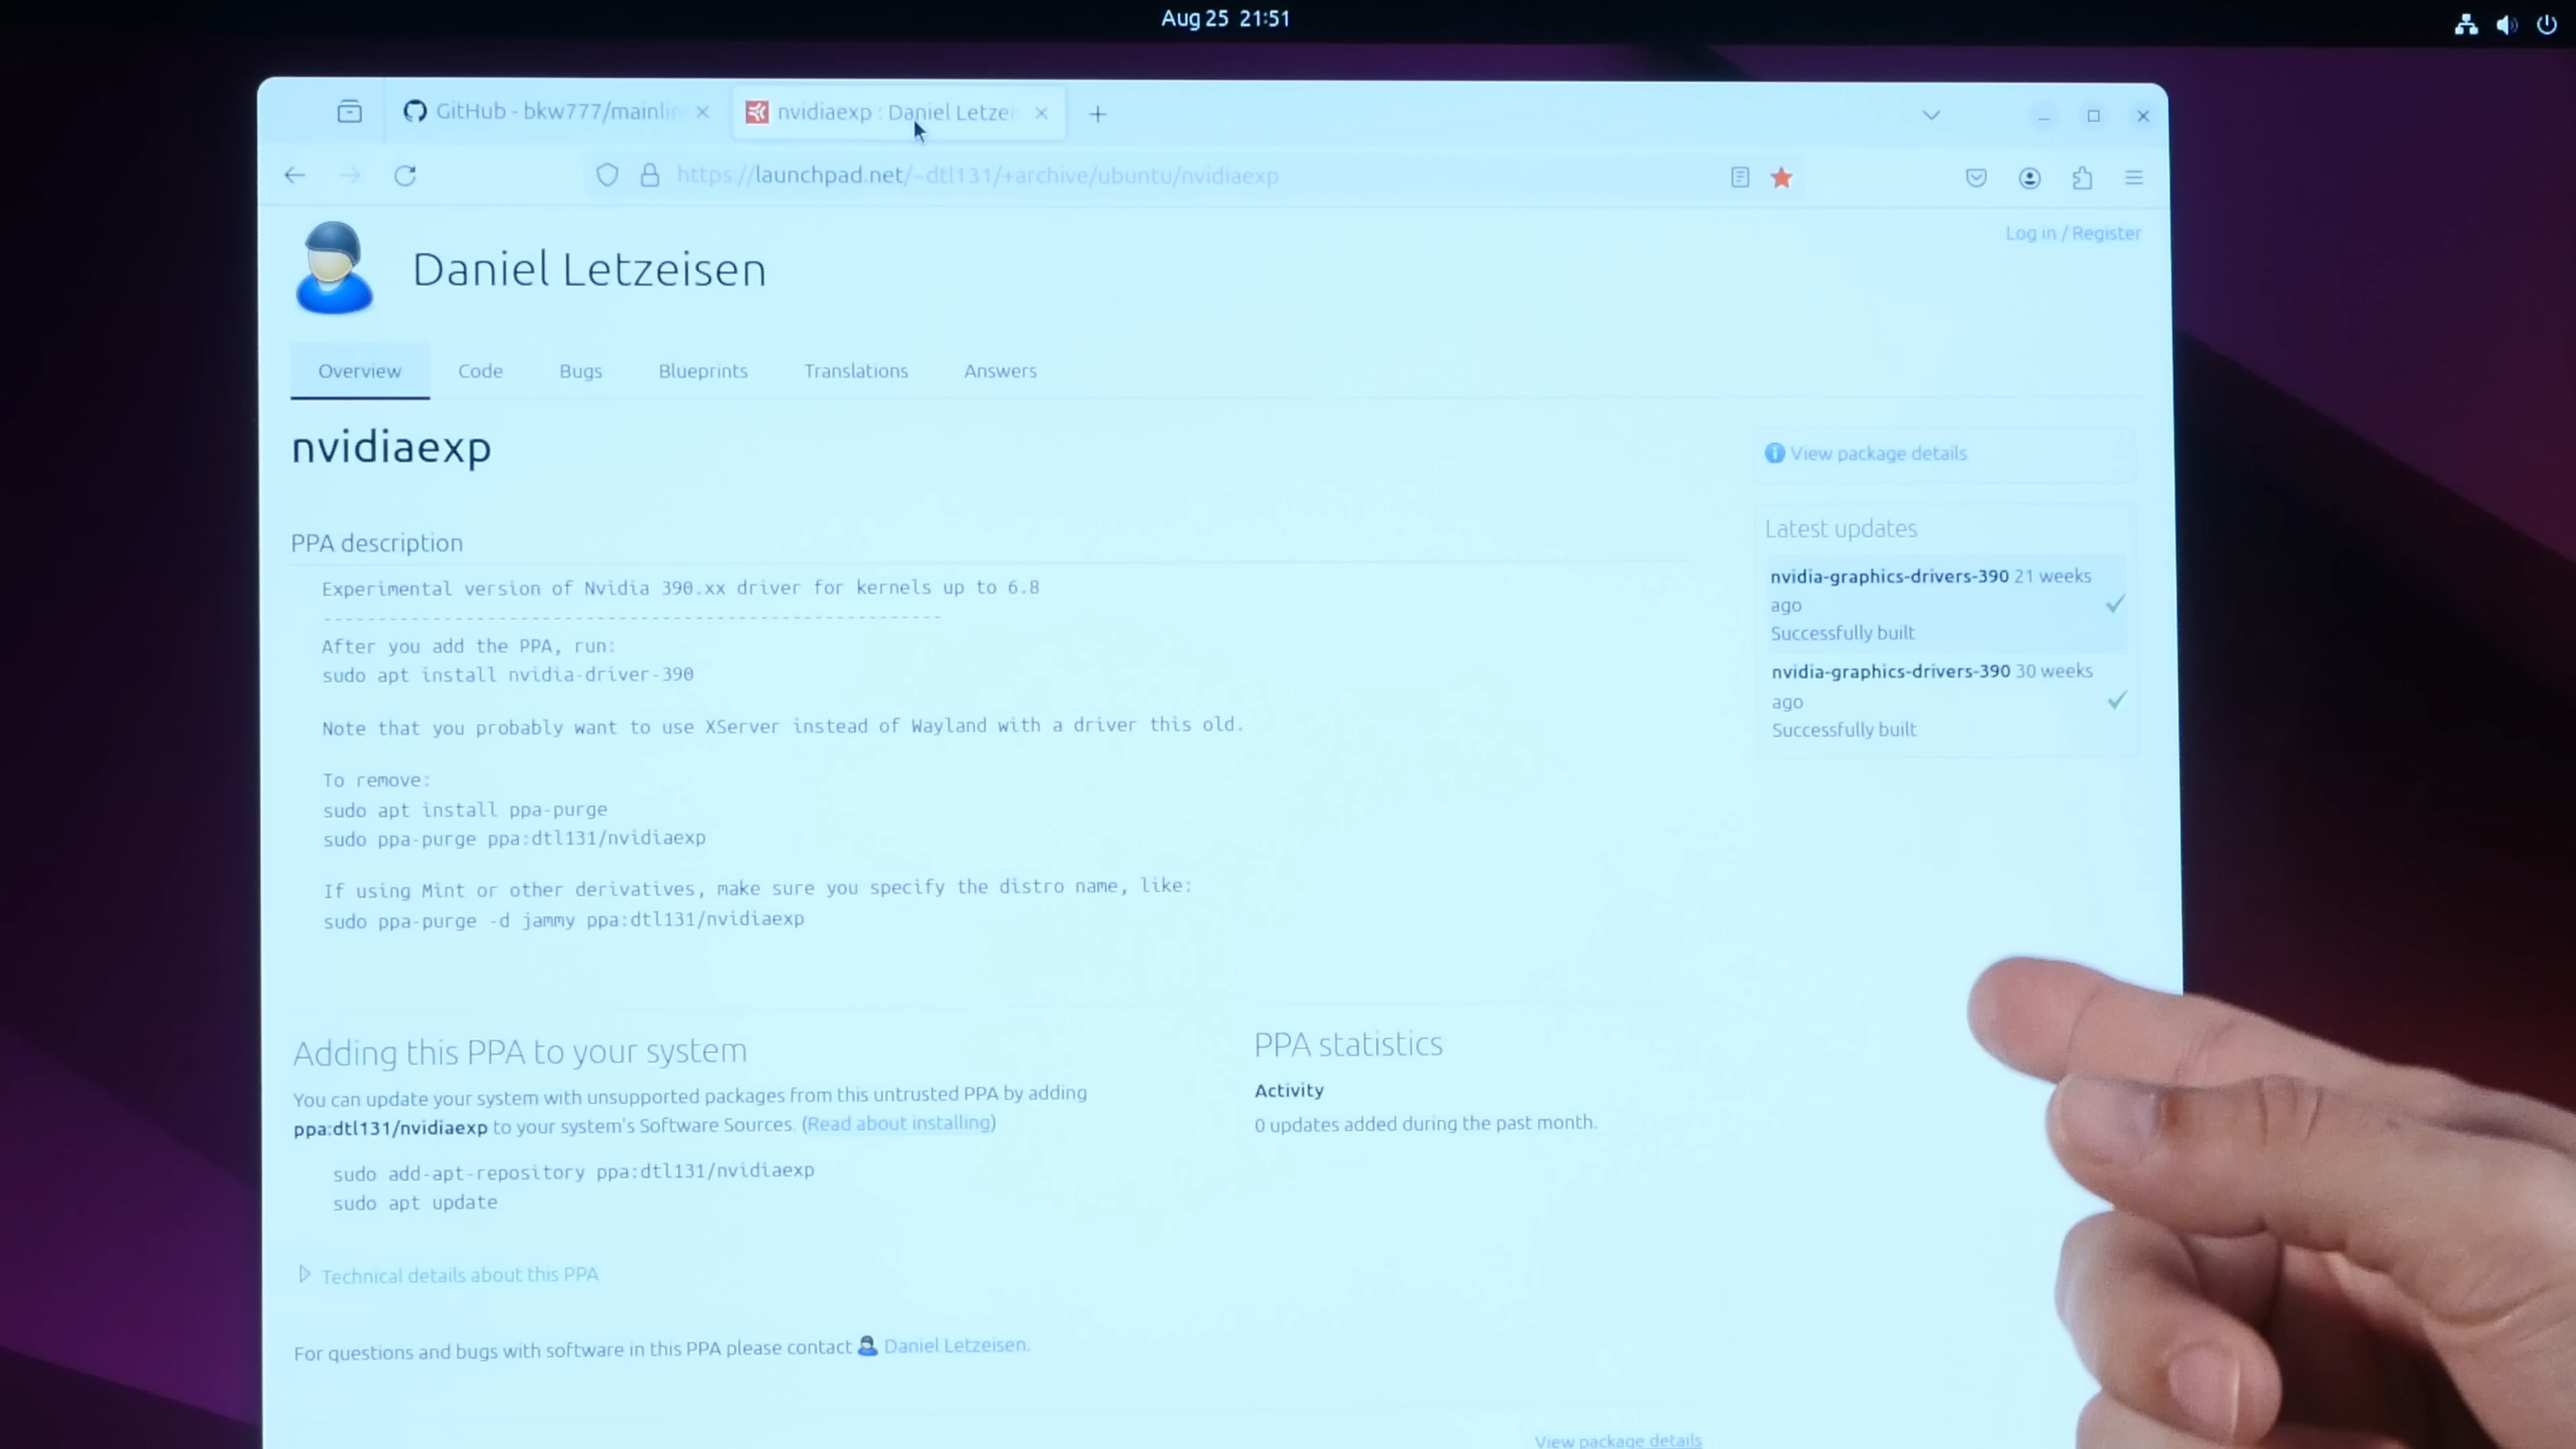 Aug 25 21:51
GitHub - bkw777/mainlin
nvidiaexp : Daniel Letzei
https://launchpad.net/~dtl131/+archive/ubuntu/nvidiaexp
Log in / Register
Daniel Letzeisen
Overview Code Bugs Blueprints Translations Answers
nvidiaexp
View package details
PPA description
Experimental version of Nvidia 390.xx driver for kernels up to 6.8
-------------------------------------------------------
After you add the PPA, run:
sudo apt install nvidia-driver-390
Note that you probably want to use XServer instead of Wayland with a driver this old.
To remove:
sudo apt install ppa-purge
sudo ppa-purge ppa:dtl131/nvidiaexp
If using Mint or other derivatives, make sure you specify the distro name, like:
sudo ppa-purge -d jammy ppa:dtl131/nvidiaexp
Latest updates
nvidia-graphics-drivers-390 21 weeks
ago
Successfully built
nvidia-graphics-drivers-390 30 weeks
ago
Successfully built
Adding this PPA to your system
You can update your system with unsupported packages from this untrusted PPA by adding
ppa:dtl131/nvidiaexp to your system's Software Sources. (Read about installing)
sudo add-apt-repository ppa:dtl131/nvidiaexp
sudo apt update
Technical details about this PPA
For questions and bugs with software in this PPA please contact Daniel Letzeisen.
PPA statistics
Activity
0 updates added during the past month.
View package details